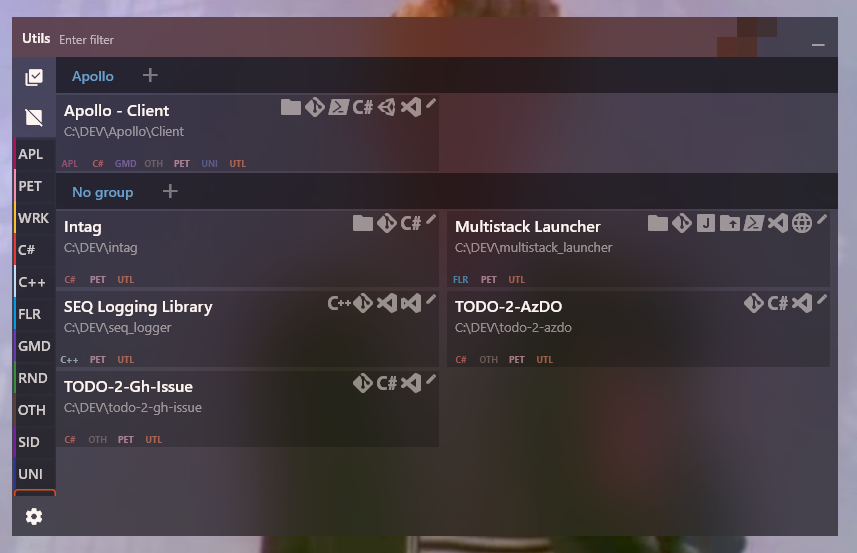 Utils Enter filter
Apollo +
Apollo - Client C#
C:\DEV\Apollo\Client
APL C# GMD OTH PET UNI UTL
No group +
Intag C#
C:\DEV\intag
C# PET UTL
Multistack Launcher J
C:\DEV\multistack_launcher
FLR PET UTL
SEQ Logging Library C++
C:\DEV\seq_logger
C++ PET UTL
TODO-2-AzDO C#
C:\DEV\todo-2-azdo
C# OTH PET UTL
TODO-2-Gh-Issue C#
C:\DEV\todo-2-gh-issue
C# OTH PET UTL
APL
PET
WRK
C#
C++
FLR
GMD
RND
OTH
SID
UNI